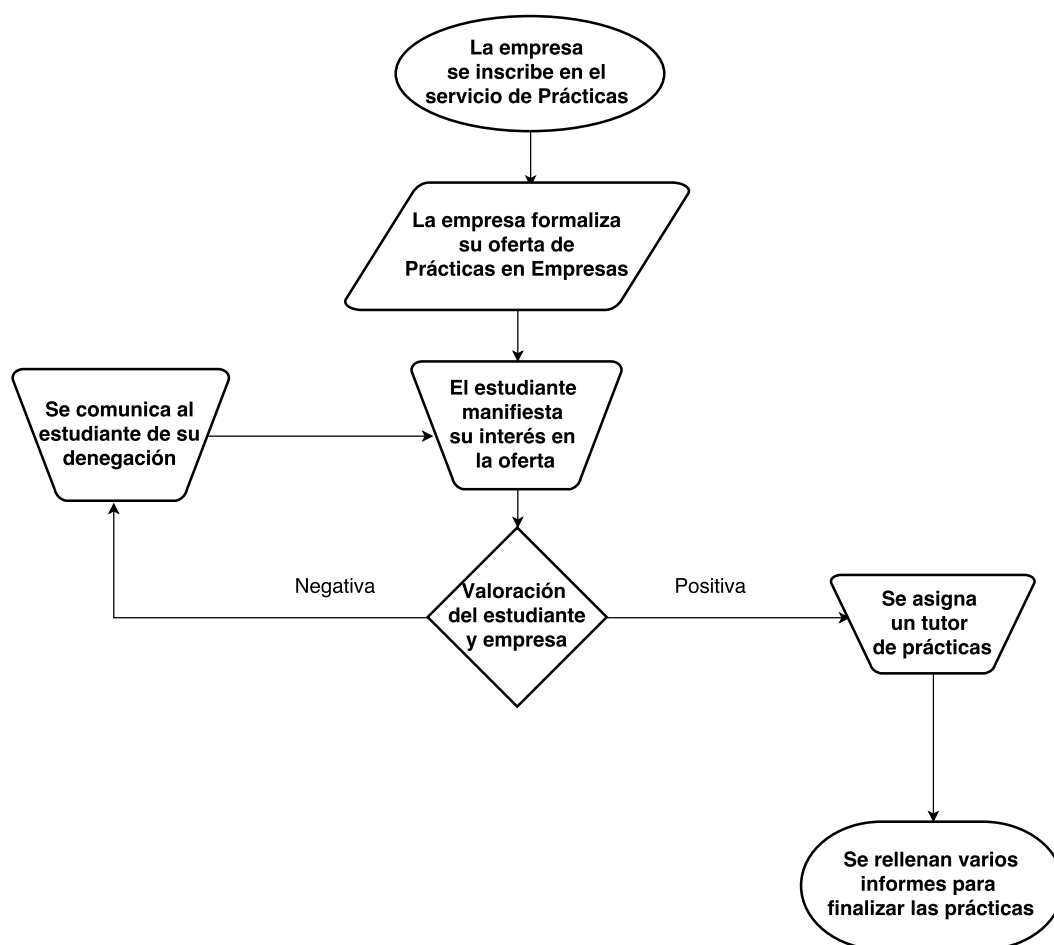 La empresa
se inscribe en el
servicio de Prácticas
La empresa formaliza
su oferta de
Prácticas en Empresas
El estudiante
manifiesta
su interés en
la oferta
Se comunica al
estudiante de su
denegación
Negativa
Valoración
del estudiante
y empresa
Positiva
Se asigna
un tutor
de prácticas
Se rellenan varios
informes para
finalizar las prácticas